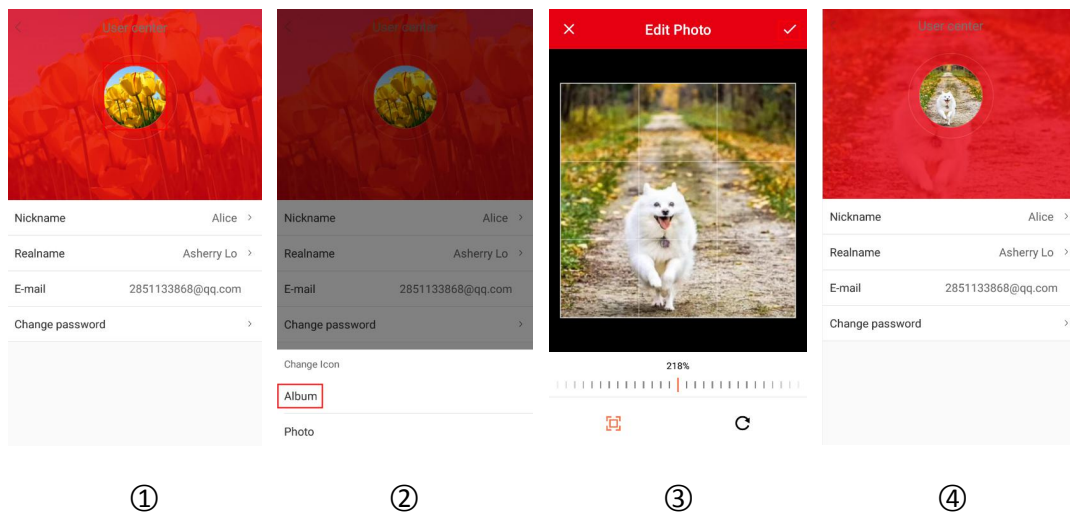 User center
Nickname Alice
Realname Asherry Lo
E-mail 2851133868@qq.com
Change password
①
User center
Nickname Alice
Realname Asherry Lo
E-mail 2851133868@qq.com
Change password
Change Icon
Album
Photo
②
Edit Photo
218%
③
User center
Nickname Alice
Realname Asherry Lo
E-mail 2851133868@qq.com
Change password
④